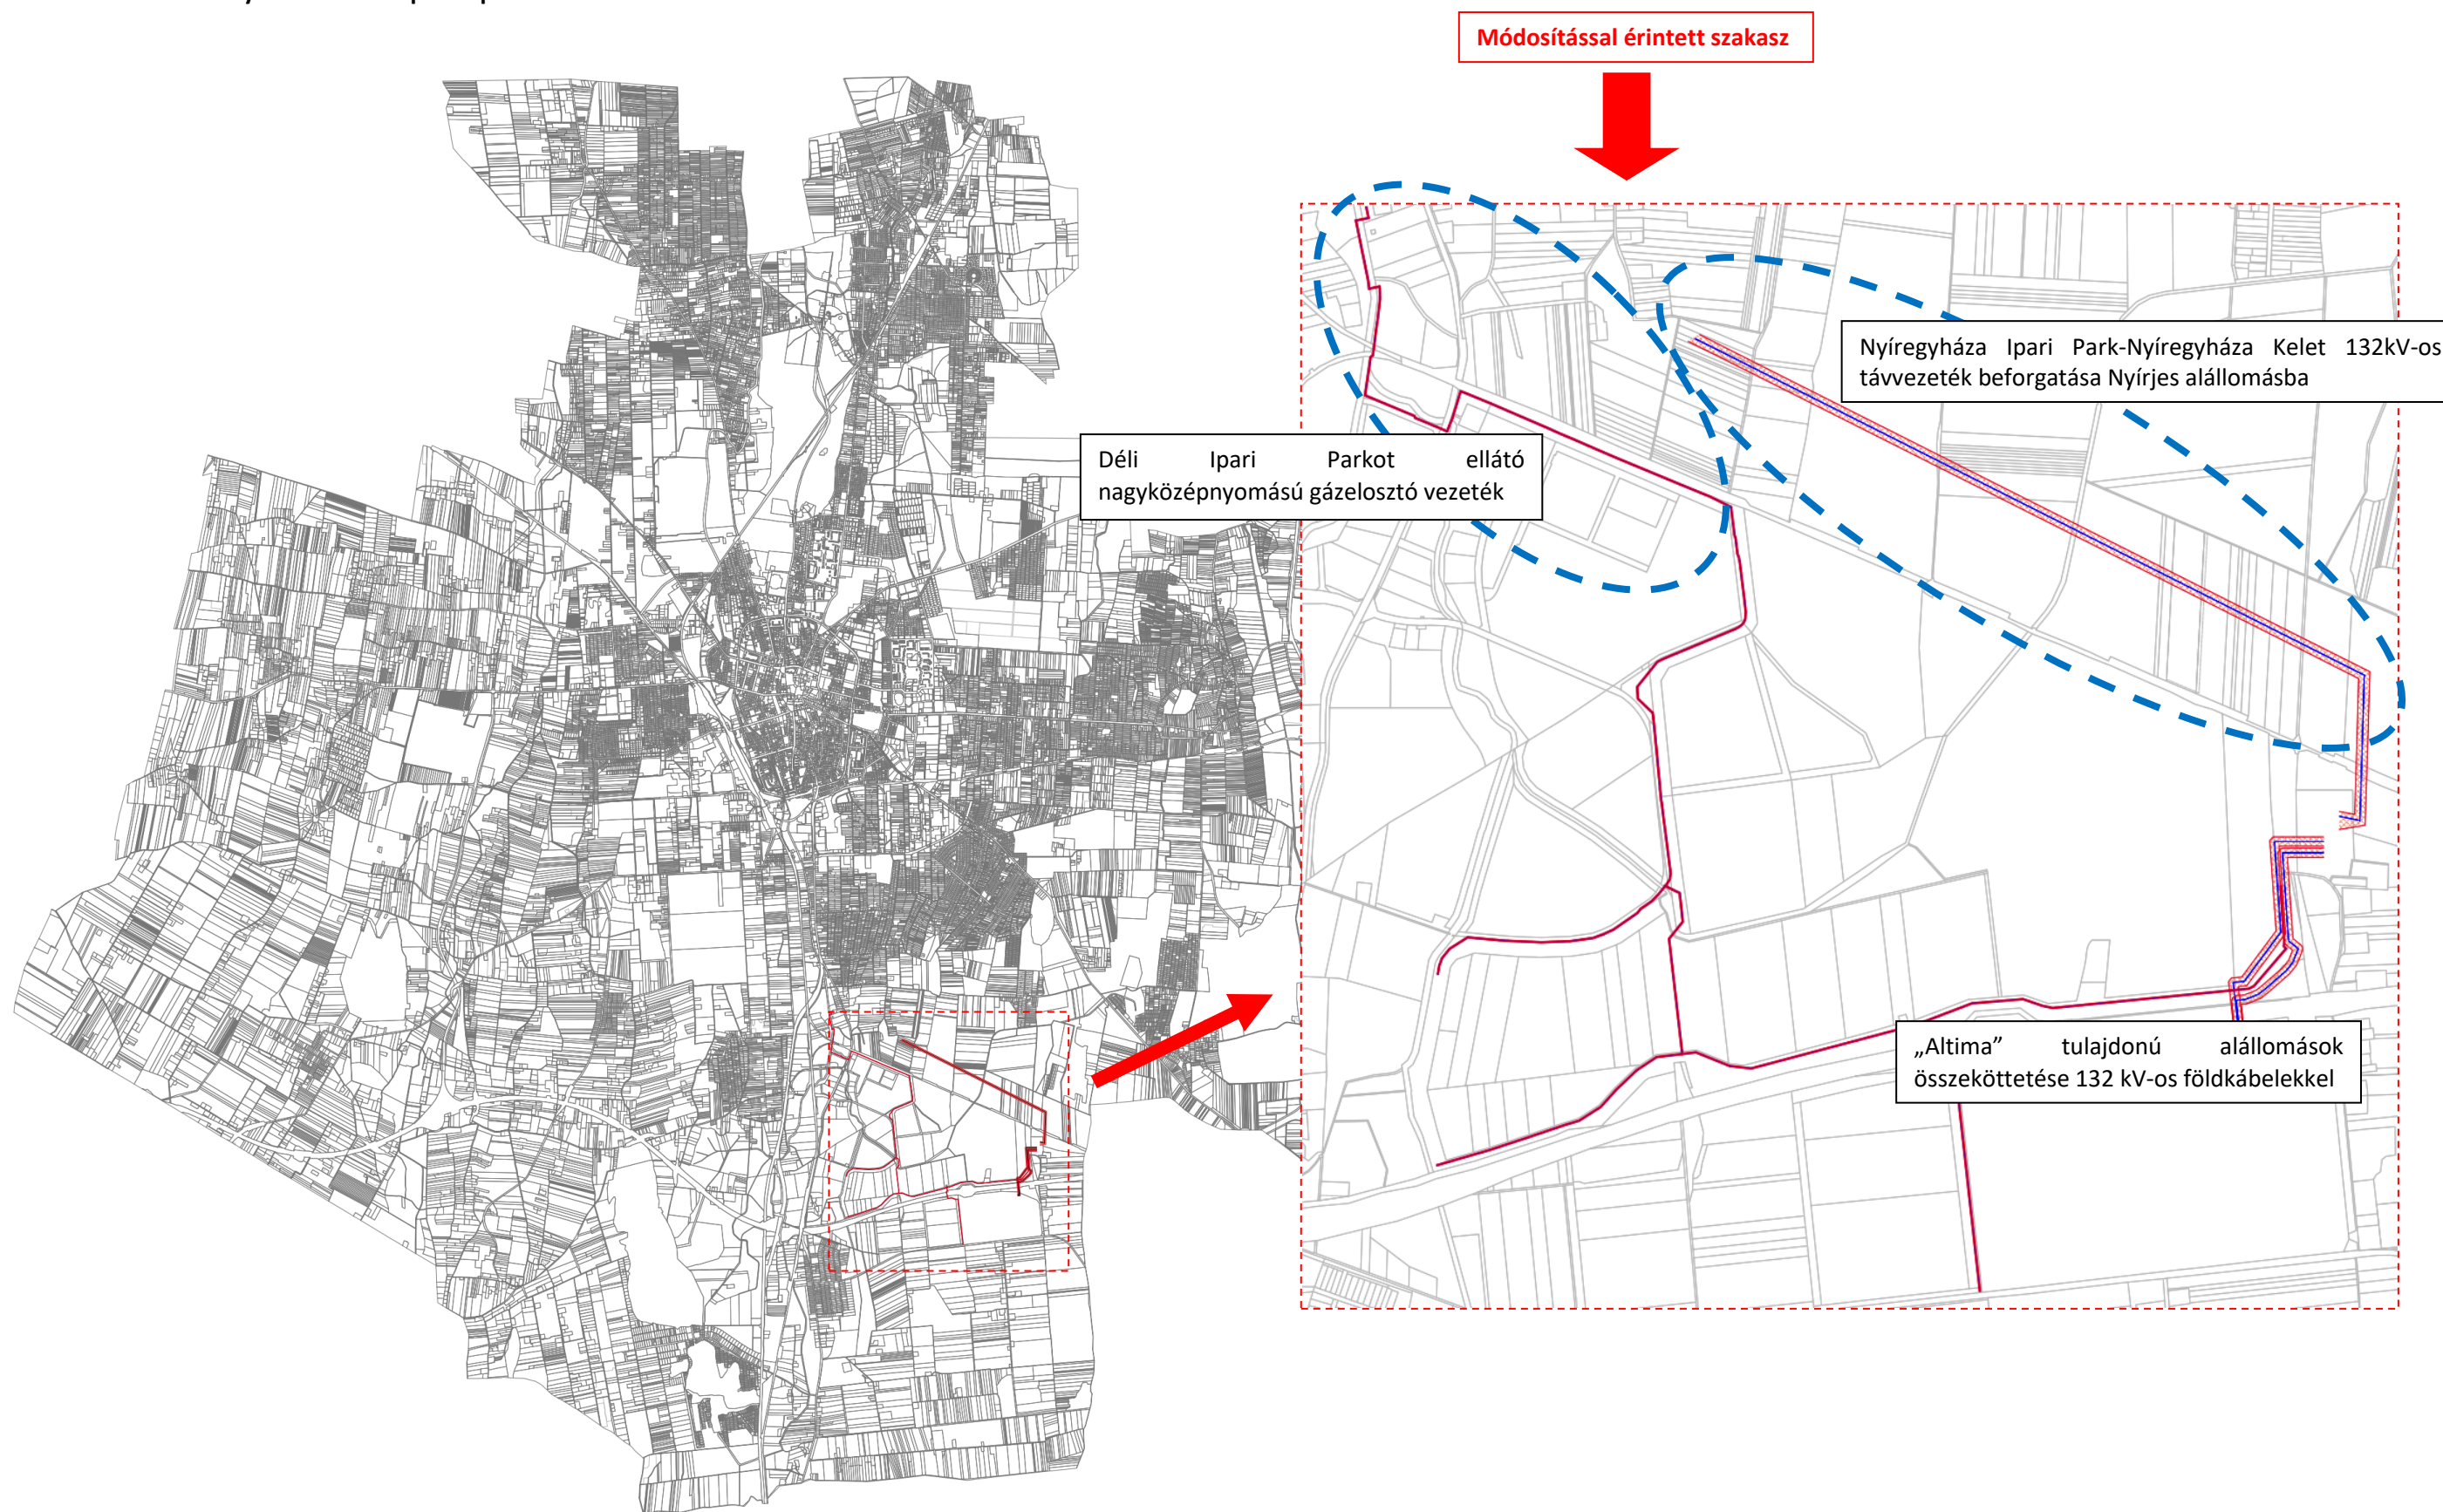 Módosítással érintett szakasz
Nyíregyháza Ipari Park-Nyíregyháza Kelet 132kV-os
távvezeték beforgatása Nyírjes alállomásba
Déli Ipari Parkot ellátó
nagyközépnyomású gázelosztó vezeték
„Altima” tulajdonú alállomások
összeköttetése 132 kV-os földkábelekkel